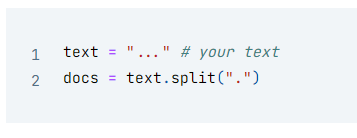 1 text = "..." # your text
2 docs = text.split(".")